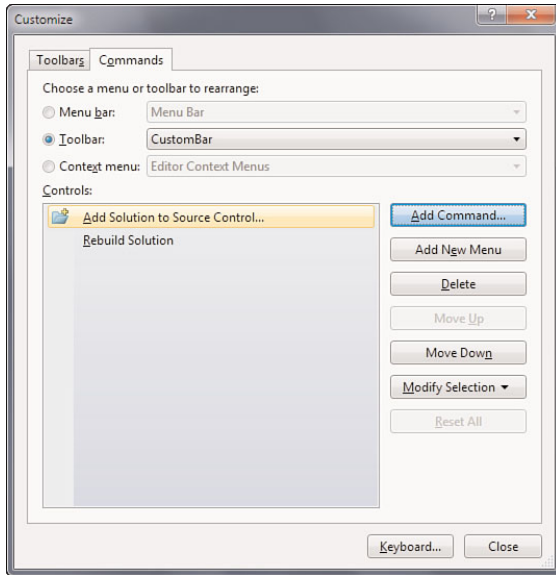 Customize
Toolbars Commands
Choose a menu or toolbar to rearrange:
Menu bar: Menu Bar
Toolbar: CustomBar
Context menu: Editor Context Menus
Controls:
Add Solution to Source Control...
Rebuild Solution
Add Command...
Add New Menu
Delete
Move Up
Move Down
Modify Selection
Reset All
Keyboard... Close